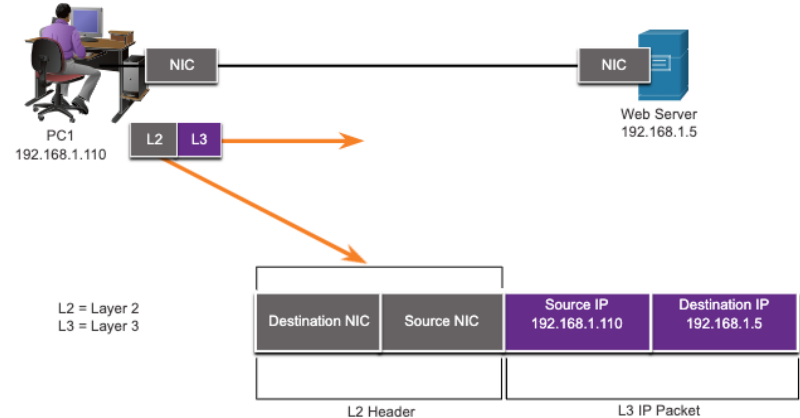 NIC
NIC
Web Server
192.168.1.5
PC1
192.168.1.110
L2 L3
L2 = Layer 2
L3 = Layer 3
Destination NIC
Source NIC
Source IP
192.168.1.110
Destination IP
192.168.1.5
L2 Header
L3 IP Packet